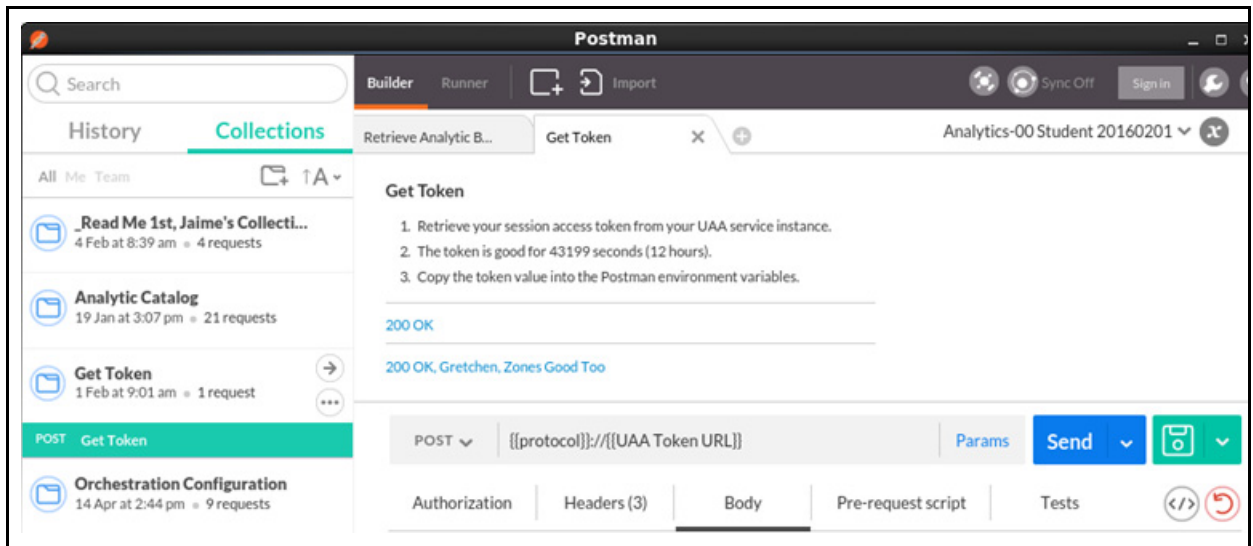 Postman
Search
Builder Runner Import Sync Off Sign in
History Collections
Retrieve Analytic B... Get Token Analytics-00 Student 20160201
All Me Team ↑A
Get Token
_Read Me 1st, Jaime's Collecti...
4 Feb at 8:39 am 4 requests
1. Retrieve your session access token from your UAA service instance.
2. The token is good for 43199 seconds (12 hours).
3. Copy the token value into the Postman environment variables.
Analytic Catalog
19 Jan at 3:07 pm 21 requests
200 OK
200 OK, Gretchen, Zones Good Too
Get Token
1 Feb at 9:01 am 1 request
POST Get Token
POST {{protocol}}://{{UAA Token URL}} Params Send
Orchestration Configuration
14 Apr at 2:44 pm 9 requests
Authorization Headers (3) Body Pre-request script Tests